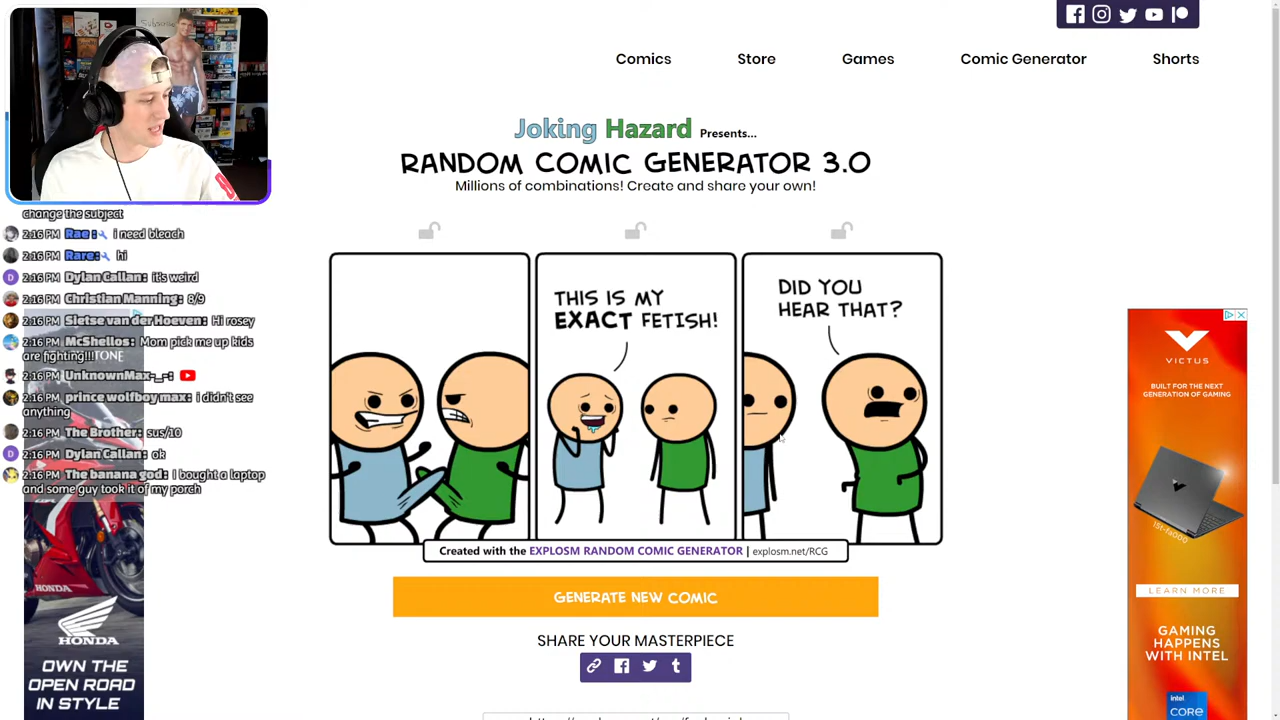 Subscribe
Comics
Store
Games
Comic Generator
Shorts
Joking Hazard Presents...
RANDOM COMIC GENERATOR 3.0
Millions of combinations! Create and share your own!
THIS IS MY
EXACT FETISH!
DID YOU
HEAR THAT?
Created with the EXPLOSM RANDOM COMIC GENERATOR | explosm.net/RCG
GENERATE NEW COMIC
SHARE YOUR MASTERPIECE
change the subject
2:16 PM Rae: i need bleach
2:16 PM Rare: hi
2:16 PM Dylan Callan: it's weird
2:16 PM Christian Manning: 8/9
2:16 PM Sietse van der Hoeven: Hi rosey
2:16 PM McShellos: Mom pick me up kids
are fighting!!!
2:16 PM UnknownMax-_-:
2:16 PM prince wolfboy max: i didn't see
anything
2:16 PM The Brother: sus/10
2:16 PM Dylan Callan: ok
2:16 PM The banana god: I bought a laptop
and some guy took it of my porch
HONDA
HONDA
OWN THE
OPEN ROAD
IN STYLE
VICTUS
BUILT FOR THE NEXT
GENERATION OF GAMING
15t-fa000
LEARN MORE
GAMING
HAPPENS
WITH INTEL
intel
CORE